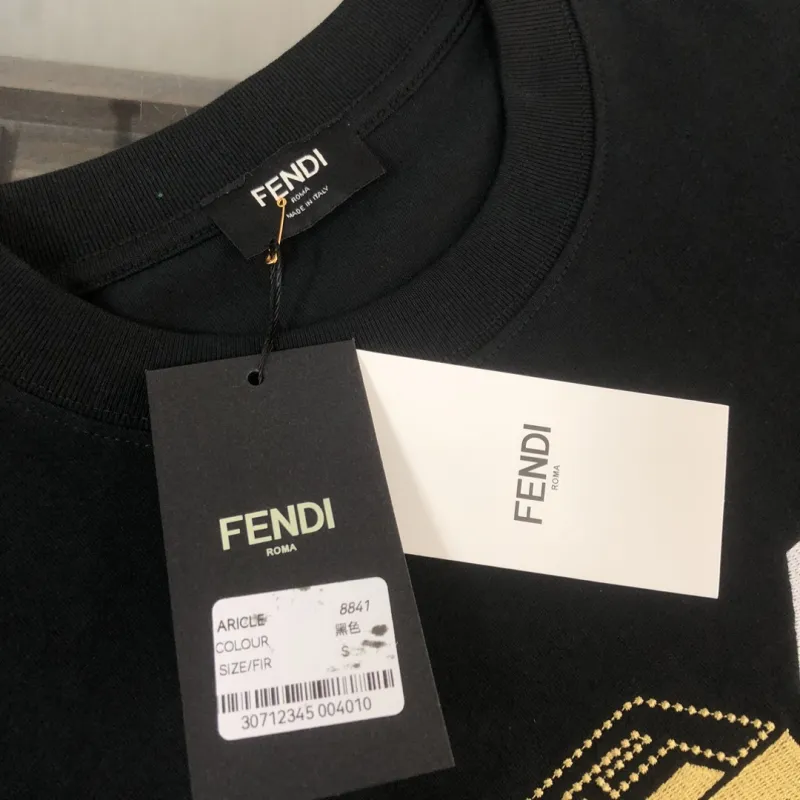 FENDI
ROMA
MADE IN ITALY
FENDI
ROMA
FENDI
ROMA
ARICLE 8841
COLOUR 黑色
SIZE/FIR S
30712345 004010